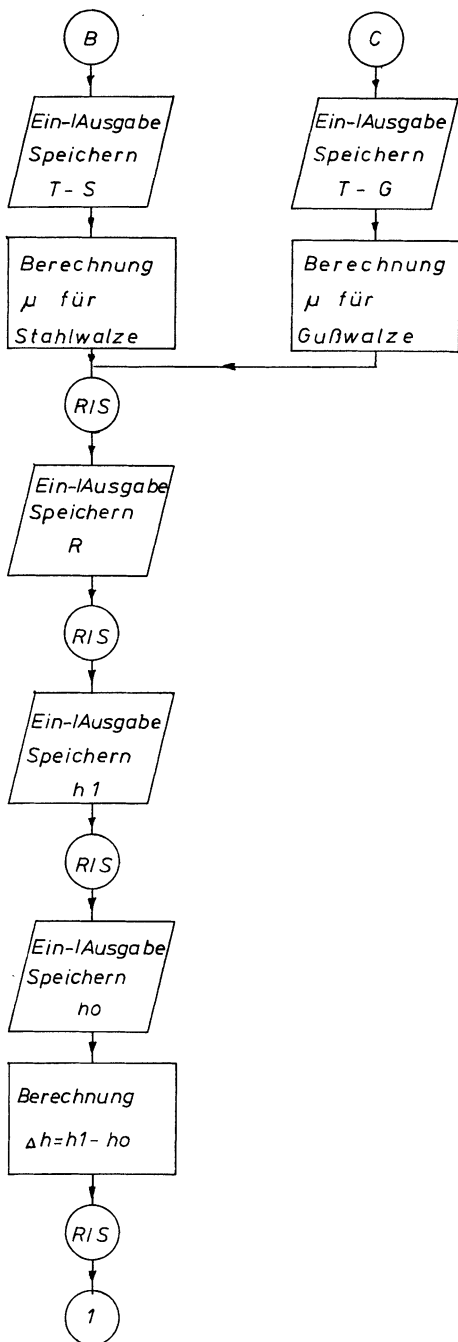 B
Ein-/Ausgabe
Speichern
T - S
Berechnung
μ für
Stahlwalze
C
Ein-/Ausgabe
Speichern
T - G
Berechnung
μ für
Gußwalze
R/S
Ein-/Ausgabe
Speichern
R
R/S
Ein-/Ausgabe
Speichern
h1
R/S
Ein-/Ausgabe
Speichern
ho
Berechnung
Δh=h1-ho
R/S
1